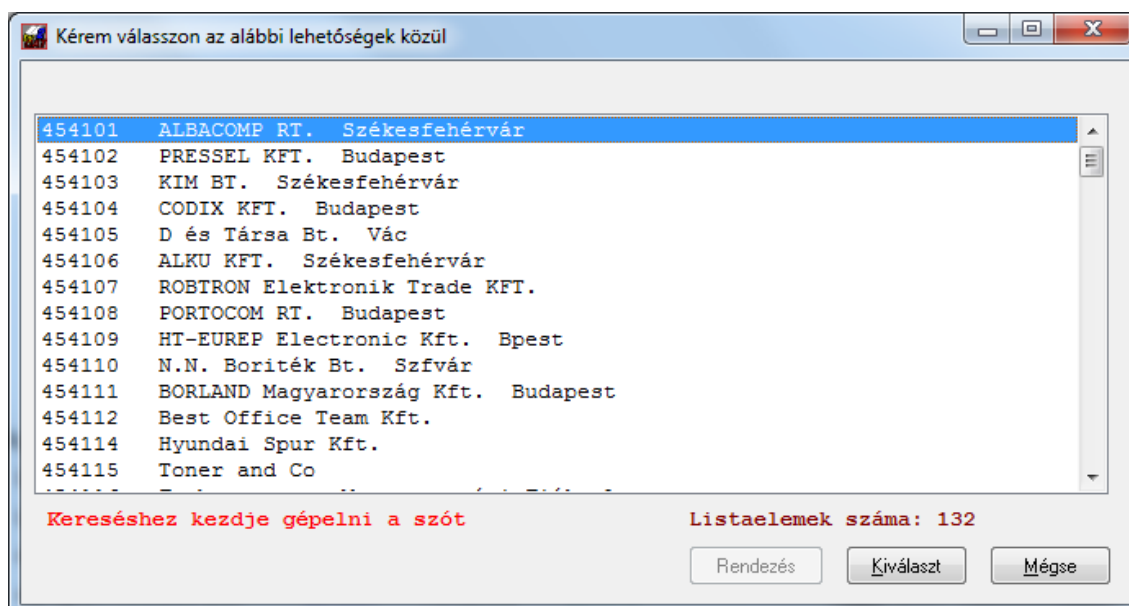 Kérem válasszon az alábbi lehetőségek közül
454101 ALBACOMP RT. Székesfehérvár
454102 PRESSEL KFT. Budapest
454103 KIM BT. Székesfehérvár
454104 CODIX KFT. Budapest
454105 D és Társa Bt. Vác
454106 ALKU KFT. Székesfehérvár
454107 ROBTRON Elektronik Trade KFT.
454108 PORTOCOM RT. Budapest
454109 HT-EUREP Electronic Kft. Bpest
454110 N.N. Boriték Bt. Szfvár
454111 BORLAND Magyarország Kft. Budapest
454112 Best Office Team Kft.
454114 Hyundai Spur Kft.
454115 Toner and Co
Kereséshez kezdje gépelni a szót Listaelemek száma: 132
Rendezés Kiválaszt Mégse